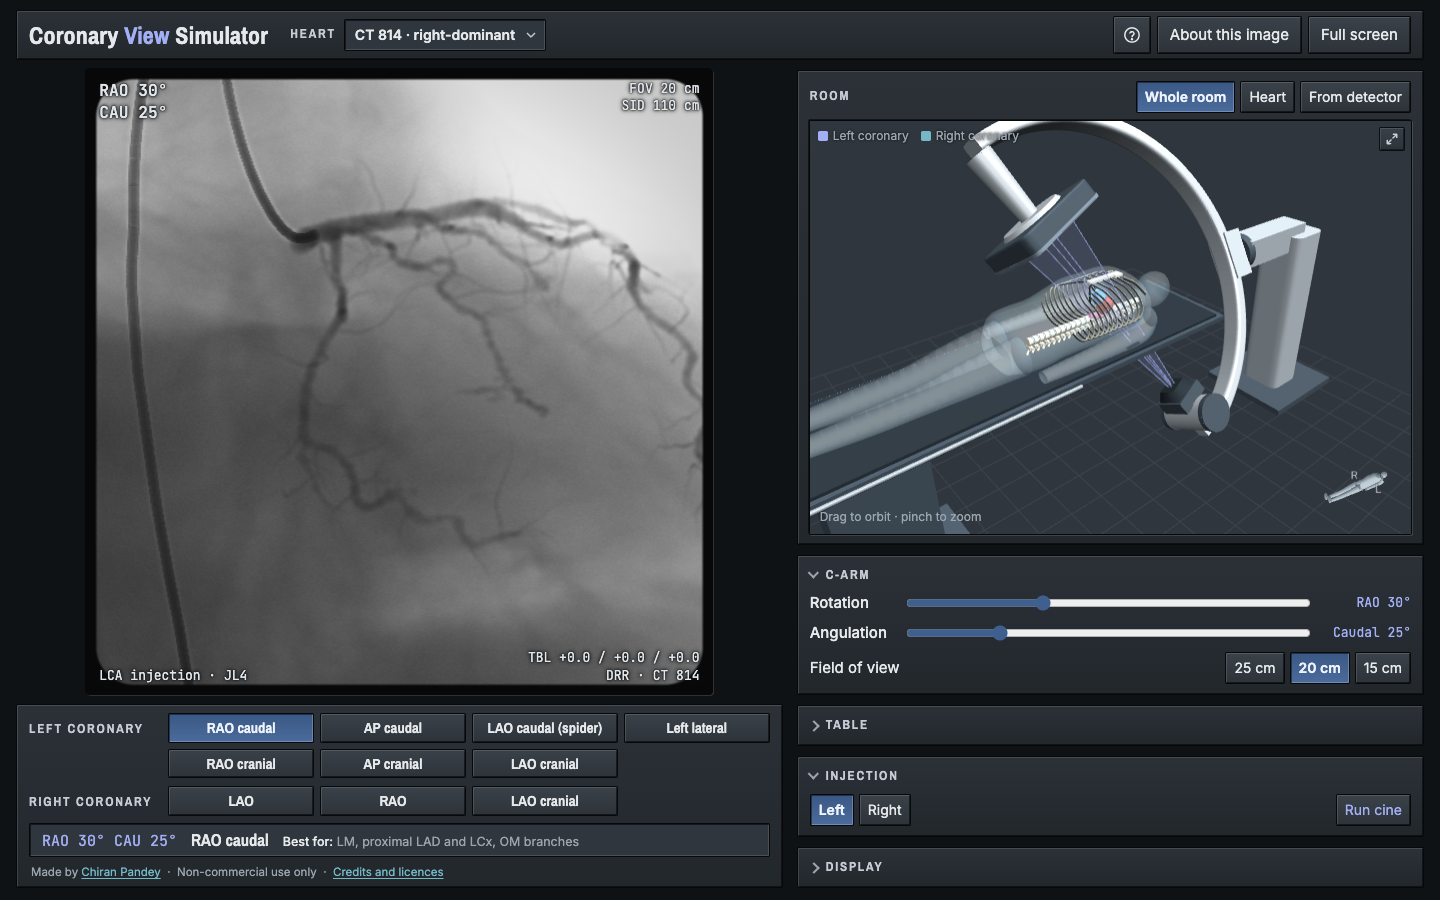 Coronary View Simulator
HEART
CT 814 · right-dominant
About this image
Full screen
RAO 30°
CAU 25°
FOV 20 cm
SID 110 cm
TBL +0.0 / +0.0 / +0.0
LCA injection · JL4
DRR · CT 814
LEFT CORONARY
RAO caudal
AP caudal
LAO caudal (spider)
Left lateral
RAO cranial
AP cranial
LAO cranial
RIGHT CORONARY
LAO
RAO
LAO cranial
RAO 30° CAU 25° RAO caudal Best for: LM, proximal LAD and LCx, OM branches
Made by Chiran Pandey · Non-commercial use only · Credits and licences
ROOM
Whole room
Heart
From detector
Left coronary
Right coronary
R
L
Drag to orbit · pinch to zoom
C-ARM
Rotation
RAO 30°
Angulation
Caudal 25°
Field of view
25 cm
20 cm
15 cm
TABLE
INJECTION
Left
Right
Run cine
DISPLAY